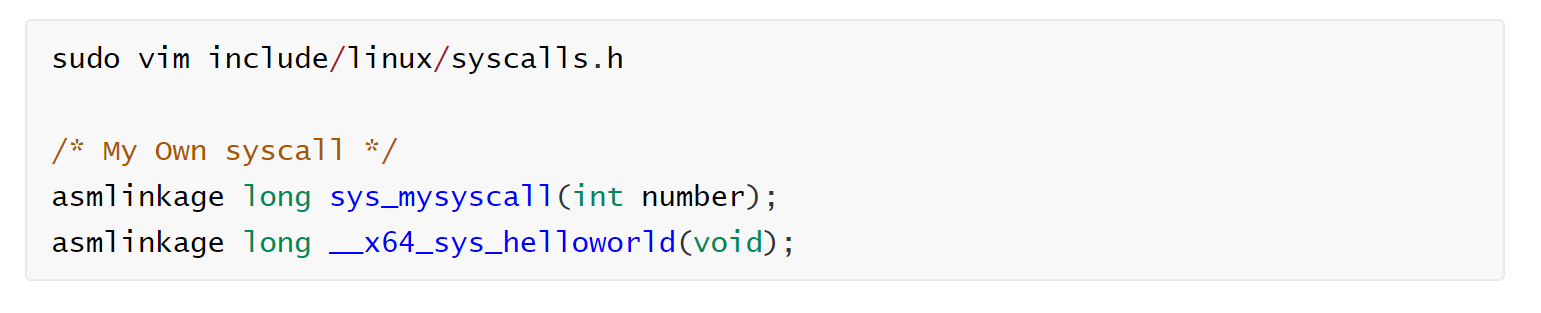 sudo vim include/linux/syscalls.h
/* My Own syscall */
asmlinkage long sys_mysyscall(int number);
asmlinkage long __x64_sys_helloworld(void);